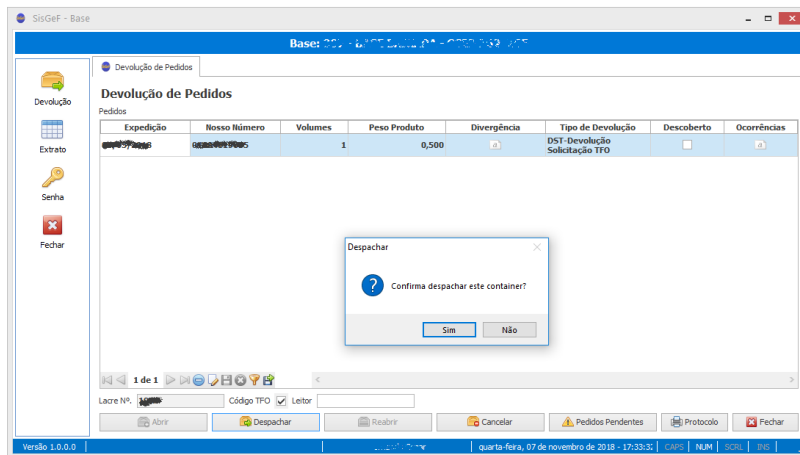 SisGeF - Base
Base:
Devolução de Pedidos
Devolução
Extrato
Senha
Fechar
Devolução de Pedidos
Pedidos
Expedição Nosso Número Volumes Peso Produto Divergência Tipo de Devolução Descoberto Ocorrências
1 0,500 DST-Devolução
Solicitação TFO
Despachar
Confirma despachar este container?
Sim Não
1 de 1
Lacre Nº. Código TFO Leitor
Abrir Despachar Reabrir Cancelar Pedidos Pendentes Protocolo Fechar
Versão 1.0.0.0 quarta-feira, 07 de novembro de 2018 - 17:33:32 CAPS NUM SCRL INS